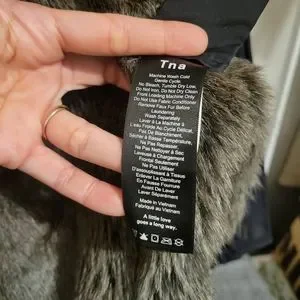 Tna
Machine Wash Cold
Gentle Cycle
No Bleach, Tumble Dry Low,
Do Not Iron, Do Not Dry Clean
Front Loading Machine Only
Do Not Use Fabric Conditioner
Remove Faux Fur Before
Washing
Wash Separately
Laver À La Machine À
L'eau Froide Au Cycle Délicat,
Pas De Blanchiment,
Sécher À Basse Température,
Ne Pas Repasser,
Ne Pas Nettoyer À Sec
Laveuse À Chargement
Frontal Seulement
Ne Pas Utiliser
D'assouplissant À Tissus
Enlever La Garniture
En Fausse Fourrure
Avant De Laver
Laver Séparément
Made in Vietnam
Fabriqué au Vietnam
A little love
goes a long way.